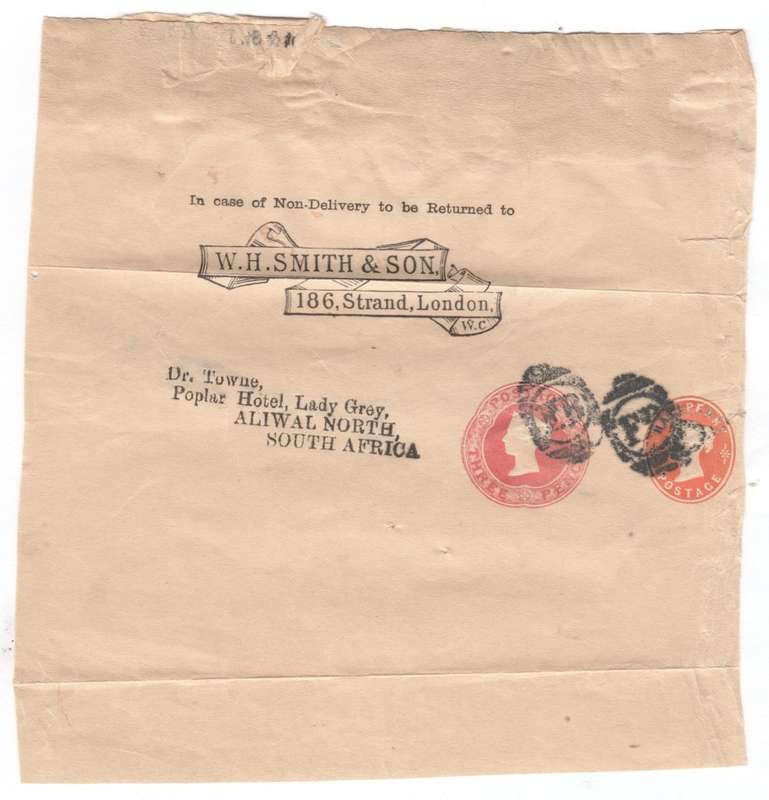 In case of Non-Delivery to be Returned to
W.H. SMITH & SON,
186, Strand, London,
W.C
Dr. Towne,
Poplar Hotel, Lady Grey,
ALIWAL NORTH,
SOUTH AFRICA
POSTAGE
THREE PENCE
HALFPENNY
POSTAGE